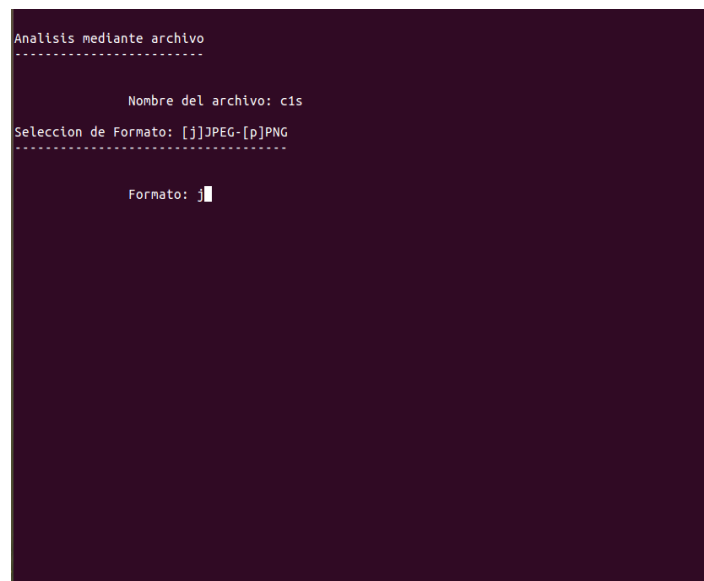 Analisis mediante archivo
-------------------------
Nombre del archivo: c1s
Seleccion de Formato: [j]JPEG-[p]PNG
------------------------------------
Formato: j